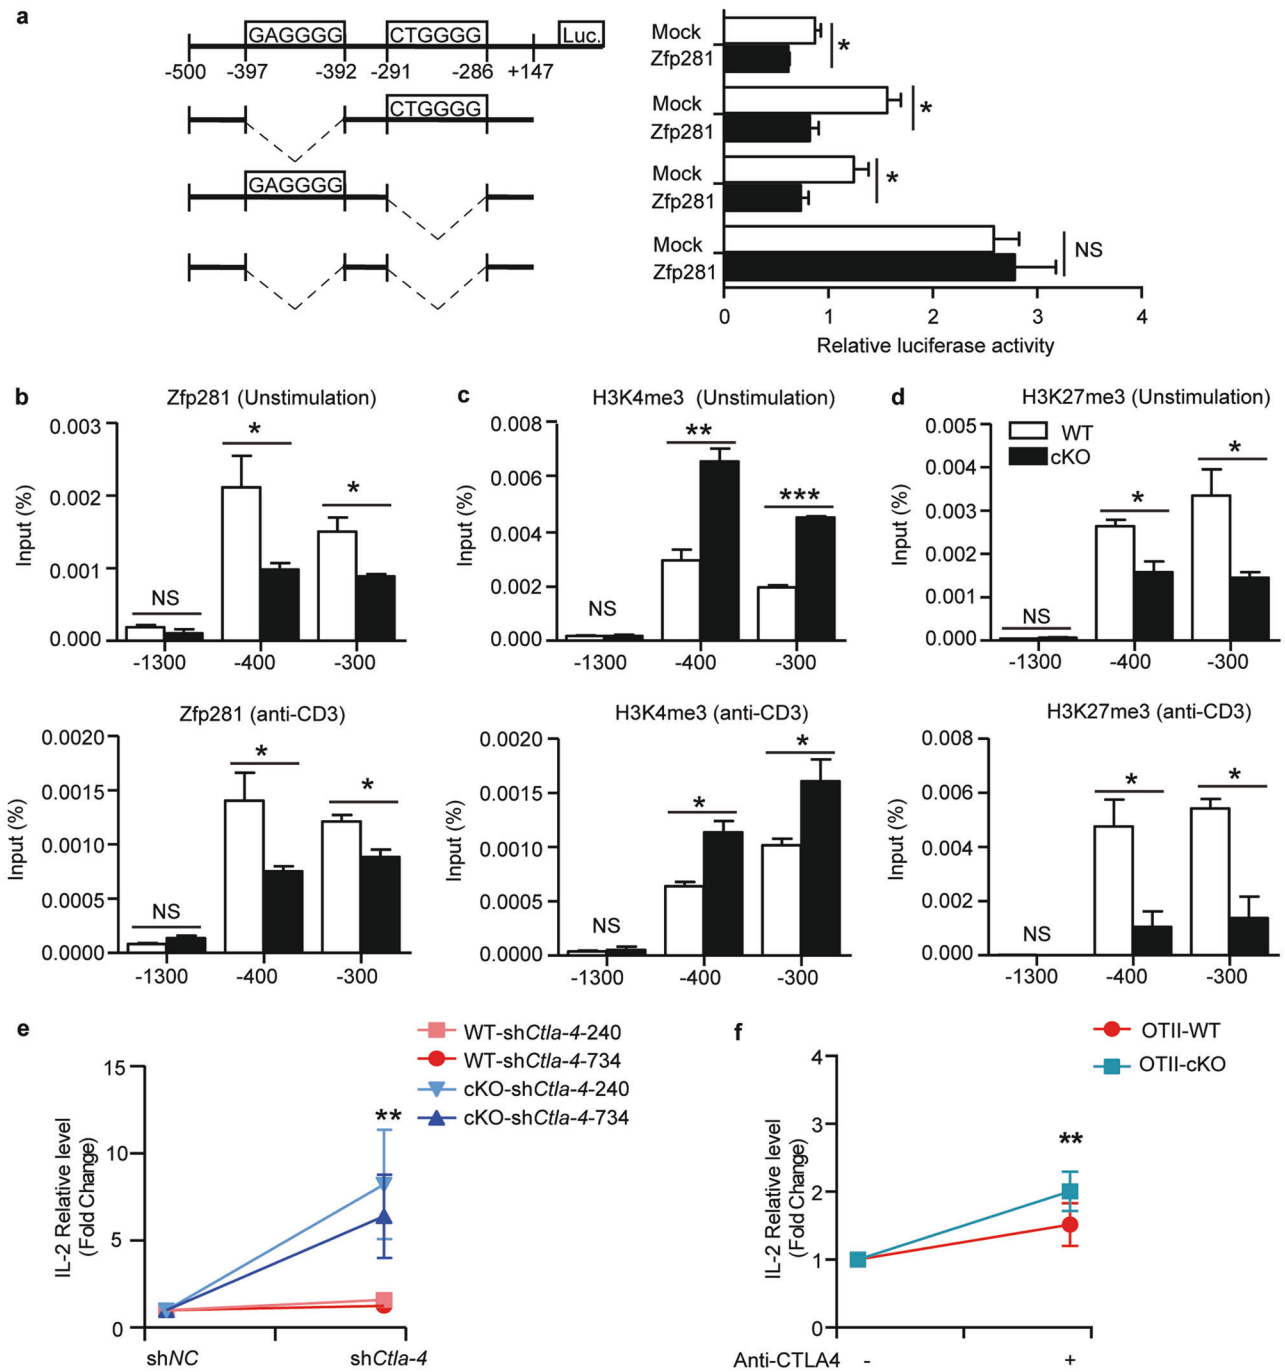 a
GAGGGG CTGGGG Luc.
-500 -397 -392 -291 -286 +147
CTGGGG
GAGGGG
Mock
Zfp281
*
Mock
Zfp281
*
Mock
Zfp281
*
Mock
Zfp281
NS
0 1 2 3 4
Relative luciferase activity
b
Zfp281 (Unstimulation)
Input (%)
0.003
0.002
0.001
0.000
NS
*
*
-1300 -400 -300
c
H3K4me3 (Unstimulation)
Input (%)
0.008
0.006
0.004
0.002
0.000
NS
**
***
-1300 -400 -300
d
H3K27me3 (Unstimulation)
WT
cKO
Input (%)
0.005
0.004
0.003
0.002
0.001
0.000
NS
*
*
-1300 -400 -300
Zfp281 (anti-CD3)
Input (%)
0.0020
0.0015
0.0010
0.0005
0.0000
NS
*
*
-1300 -400 -300
H3K4me3 (anti-CD3)
Input (%)
0.0020
0.0015
0.0010
0.0005
0.0000
NS
*
*
-1300 -400 -300
H3K27me3 (anti-CD3)
Input (%)
0.008
0.006
0.004
0.002
0.000
NS
*
*
-1300 -400 -300
e
WT-shCtla-4-240
WT-shCtla-4-734
cKO-shCtla-4-240
cKO-shCtla-4-734
IL-2 Relative level
(Fold Change)
15
10
5
0
**
shNC shCtla-4
f
OTII-WT
OTII-cKO
IL-2 Relative level
(Fold Change)
4
3
2
1
0
**
Anti-CTLA4 - +